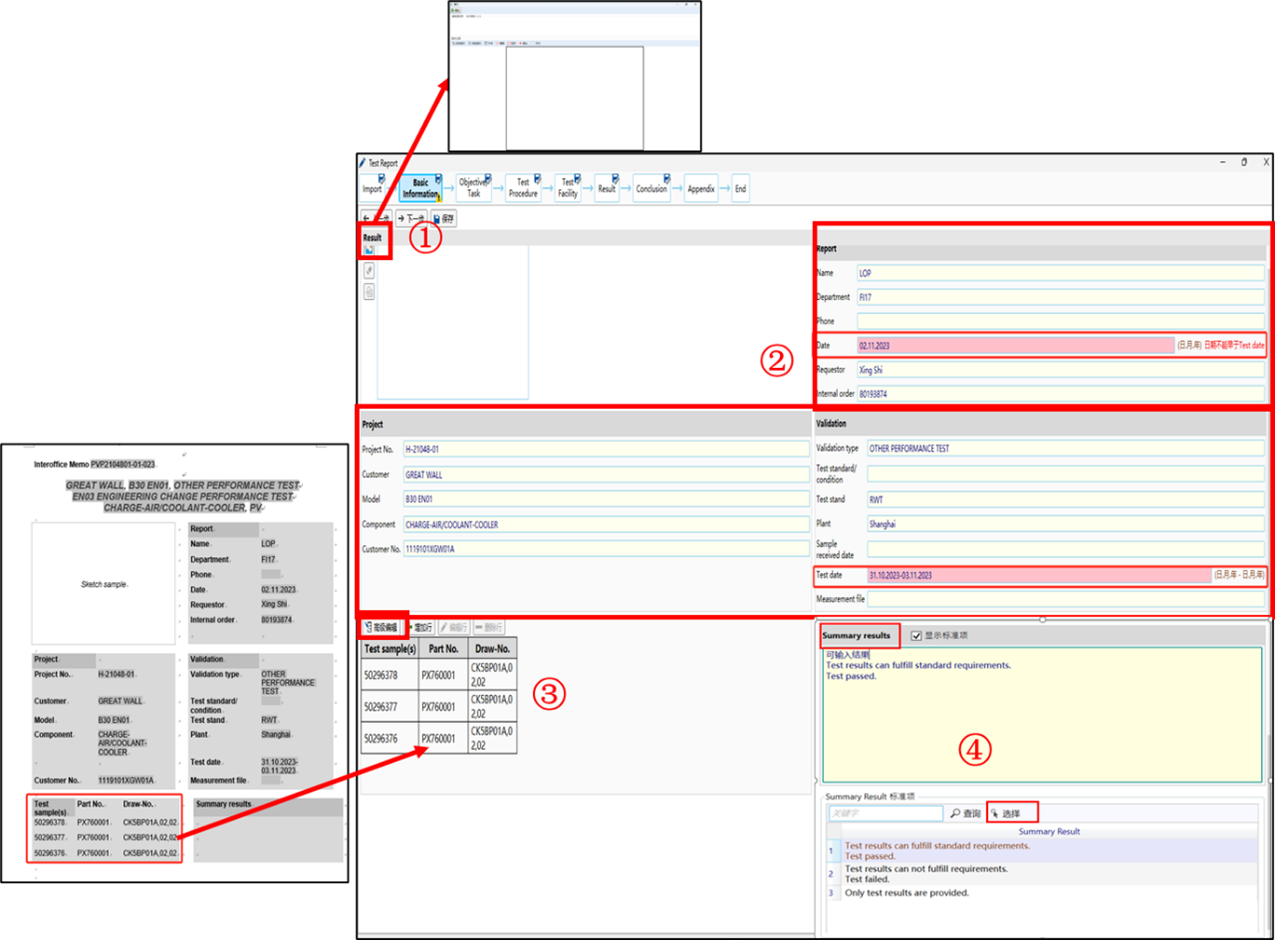 Test Report
Import
Basic Information
Objective Task
Test Procedure
Test Facility
Result
Conclusion
Appendix
End
下一步
保存
Result
①
Report
Name LOP
Department FI17
Phone
Date 02.11.2023 (日.月.年) 日期不能早于Test date
Requestor Xing Shi
Internal order 80193874
②
Project
Project No. H-21048-01
Customer GREAT WALL
Model B30 EN01
Component CHARGE-AIR/COOLANT-COOLER
Customer No. 1119101XGW01A
Validation
Validation type OTHER PERFORMANCE TEST
Test standard/
condition
Test stand RWT
Plant Shanghai
Sample
received date
Test date 31.10.2023-03.11.2023 (日.月.年 - 日.月.年)
Measurement file
高级编辑 增加行 编辑行 删除行
Test sample(s) Part No. Draw-No.
50296378 PX760001 CK5BP01A,02,02
50296377 PX760001 CK5BP01A,02,02
50296376 PX760001 CK5BP01A,02,02
③
Summary results 显示标准项
可输入结果
Test results can fulfill standard requirements.
Test passed.
④
Summary Result 标准项
关键字 查询 选择
Summary Result
1 Test results can fulfill standard requirements.
Test passed.
2 Test results can not fulfill requirements.
Test failed.
3 Only test results are provided.
Interoffice Memo PVP2104801-01-023
GREAT WALL, B30 EN01, OTHER PERFORMANCE TEST
EN03 ENGINEERING CHANGE PERFORMANCE TEST
CHARGE-AIR/COOLANT-COOLER, PV
Sketch sample
Report
Name LOP
Department FI17
Phone
Date 02.11.2023
Requestor Xing Shi
Internal order 80193874
Project
Project No. H-21048-01
Customer GREAT WALL
Model B30 EN01
Component CHARGE-
AIR/COOLANT-
COOLER
Customer No. 1119101XGW01A
Validation
Validation type OTHER
PERFORMANCE
TEST
Test standard/
condition
Test stand RWT
Plant Shanghai
Test date 31.10.2023-
03.11.2023
Measurement file
Test
sample(s) Part No. Draw-No.
50296378 PX760001 CK5BP01A,02,02
50296377 PX760001 CK5BP01A,02,02
50296376 PX760001 CK5BP01A,02,02
Summary results